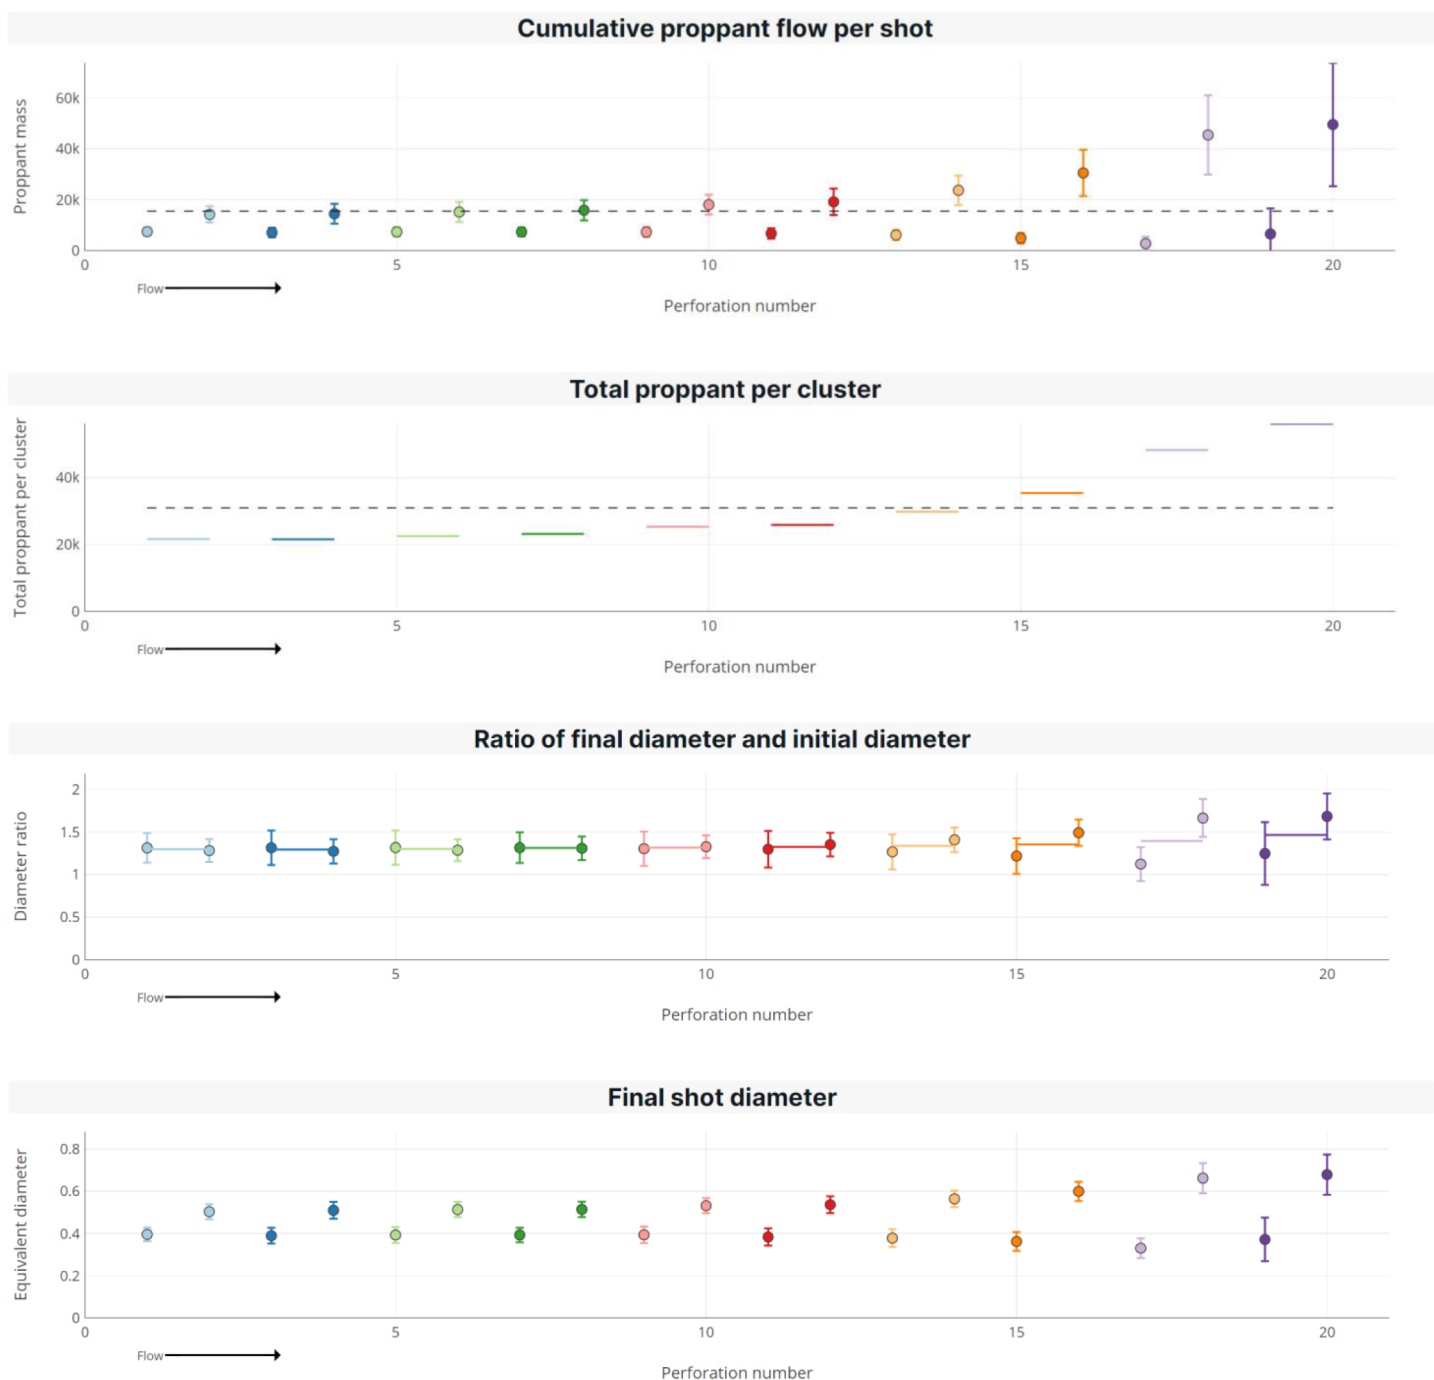 Cumulative proppant flow per shot
Proppant mass
60k
40k
20k
0
0 5 10 15 20
Flow
Perforation number
Total proppant per cluster
Total proppant per cluster
40k
20k
0
0 5 10 15 20
Flow
Perforation number
Ratio of final diameter and initial diameter
Diameter ratio
2
1.5
1
0.5
0
0 5 10 15 20
Flow
Perforation number
Final shot diameter
Equivalent diameter
0.8
0.6
0.4
0.2
0
0 5 10 15 20
Flow
Perforation number